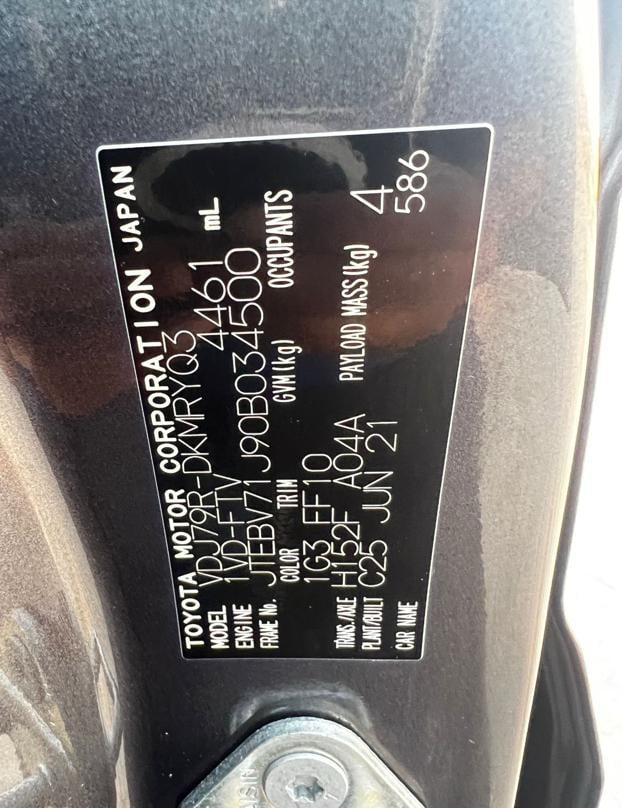 TOYOTA MOTOR CORPORATION JAPAN
MODEL VDJ79R-DKMRYQ3
ENGINE 1VD-FTV 4461 mL
FRAME No. JTEBV71J90B034500
COLOR TRIM GVM(kg) OCCUPANTS
1G3 FF10 4
TRANS./AXLE H152F A04A PAYLOAD MASS(kg) 586
PLANT/BUILT C25 JUN 21
CAR NAME